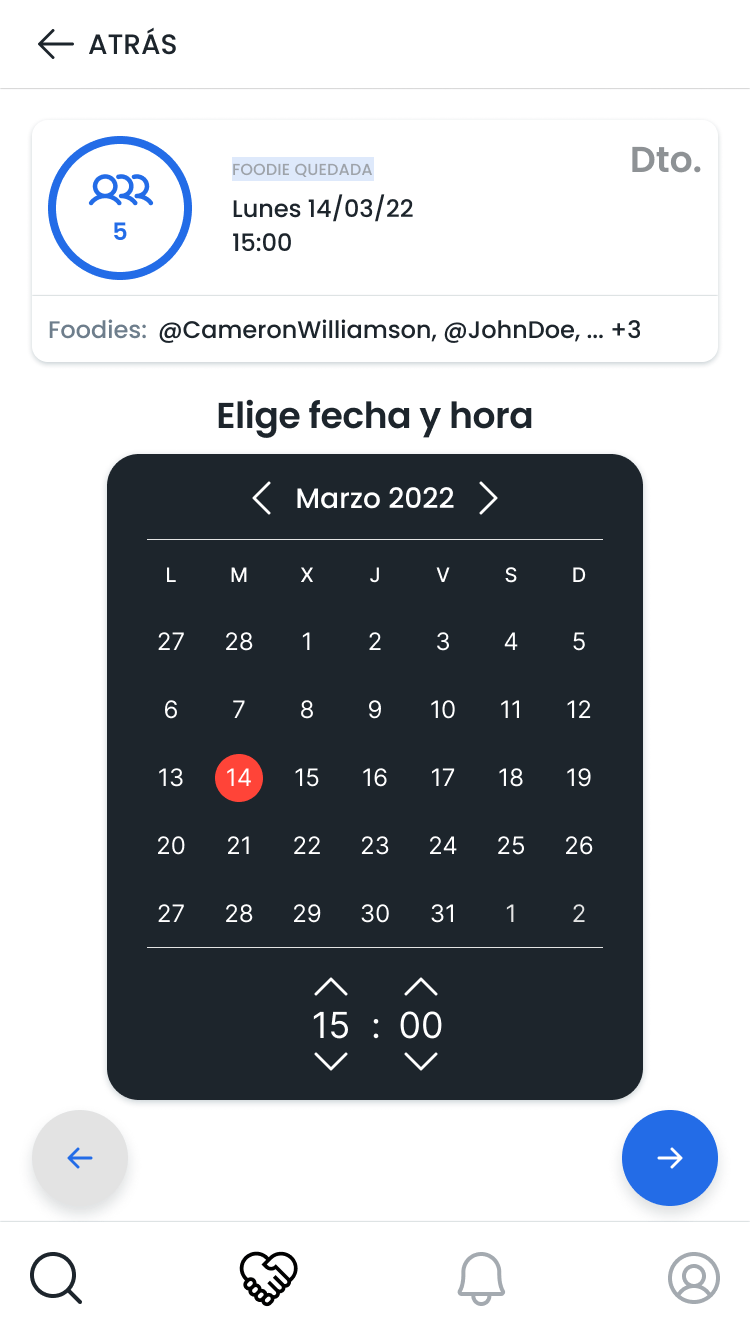 ATRÁS
FOODIE QUEDADA
Dto.
5
Lunes 14/03/22
15:00
Foodies: @CameronWilliamson, @JohnDoe, ... +3
Elige fecha y hora
Marzo 2022
L M X J V S D
27 28 1 2 3 4 5
6 7 8 9 10 11 12
13 14 15 16 17 18 19
20 21 22 23 24 25 26
27 28 29 30 31 1 2
15 : 00